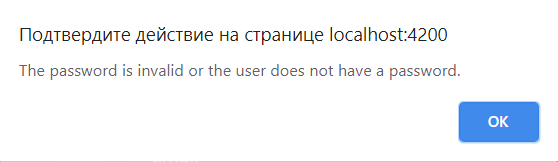 Подтвердите действие на странице localhost:4200
The password is invalid or the user does not have a password.
OK